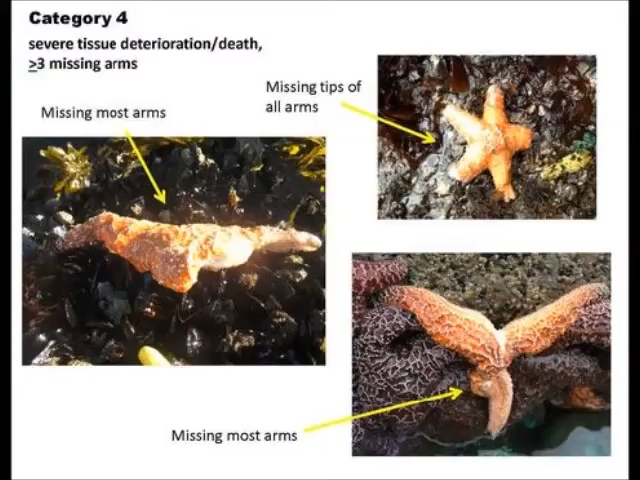 Category 4
severe tissue deterioration/death,
≥3 missing arms
Missing tips of
all arms
Missing most arms
Missing most arms